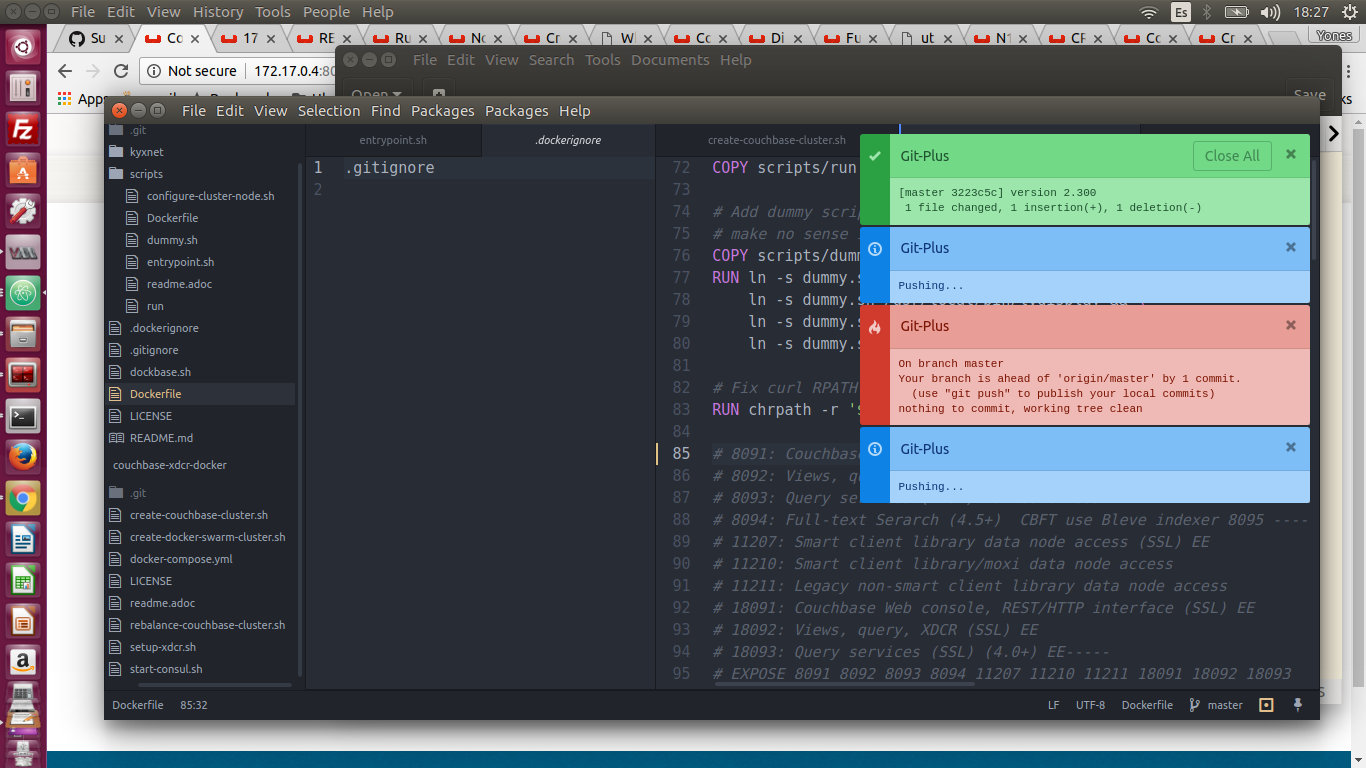 File Edit View History Tools People Help
Es
18:27
Su
Co
17
RE
Ru
No
Cr
Co
Di
Fu
ut
N1
Co
Cr
Yones
Not secure 172.17.0.4:80
File Edit View Search Tools Documents Help
Open
Save
File Edit View Selection Find Packages Packages Help
.git
kyxnet
scripts
configure-cluster-node.sh
Dockerfile
dummy.sh
entrypoint.sh
readme.adoc
run
.dockerignore
.gitignore
dockbase.sh
Dockerfile
LICENSE
README.md
couchbase-xdcr-docker
.git
create-couchbase-cluster.sh
create-docker-swarm-cluster.sh
docker-compose.yml
LICENSE
readme.adoc
rebalance-couchbase-cluster.sh
setup-xdcr.sh
start-consul.sh
entrypoint.sh
.dockerignore
create-couchbase-cluster.sh
1 .gitignore
2
72 COPY scripts/run
73
74 # Add dummy scrip
75 # make no sense
76 COPY scripts/dumm
77 RUN ln -s dummy.s
78 ln -s dummy.sh
79 ln -s dummy.s
80 ln -s dummy.s
81
82 # Fix curl RPATH
83 RUN chrpath -r '$
84
85 # 8091: Couchbase
86 # 8092: Views, qu
87 # 8093: Query se
88 # 8094: Full-text Serarch (4.5+) CBFT use Bleve indexer 8095 ----
89 # 11207: Smart client library data node access (SSL) EE
90 # 11210: Smart client library/moxi data node access
91 # 11211: Legacy non-smart client library data node access
92 # 18091: Couchbase Web console, REST/HTTP interface (SSL) EE
93 # 18092: Views, query, XDCR (SSL) EE
94 # 18093: Query services (SSL) (4.0+) EE-----
95 # EXPOSE 8091 8092 8093 8094 11207 11210 11211 18091 18092 18093
Git-Plus
Close All
[master 3223c5c] version 2.300
1 file changed, 1 insertion(+), 1 deletion(-)
Git-Plus
Pushing...
Git-Plus
On branch master
Your branch is ahead of 'origin/master' by 1 commit.
(use "git push" to publish your local commits)
nothing to commit, working tree clean
Git-Plus
Pushing...
Dockerfile 85:32
LF UTF-8 Dockerfile master